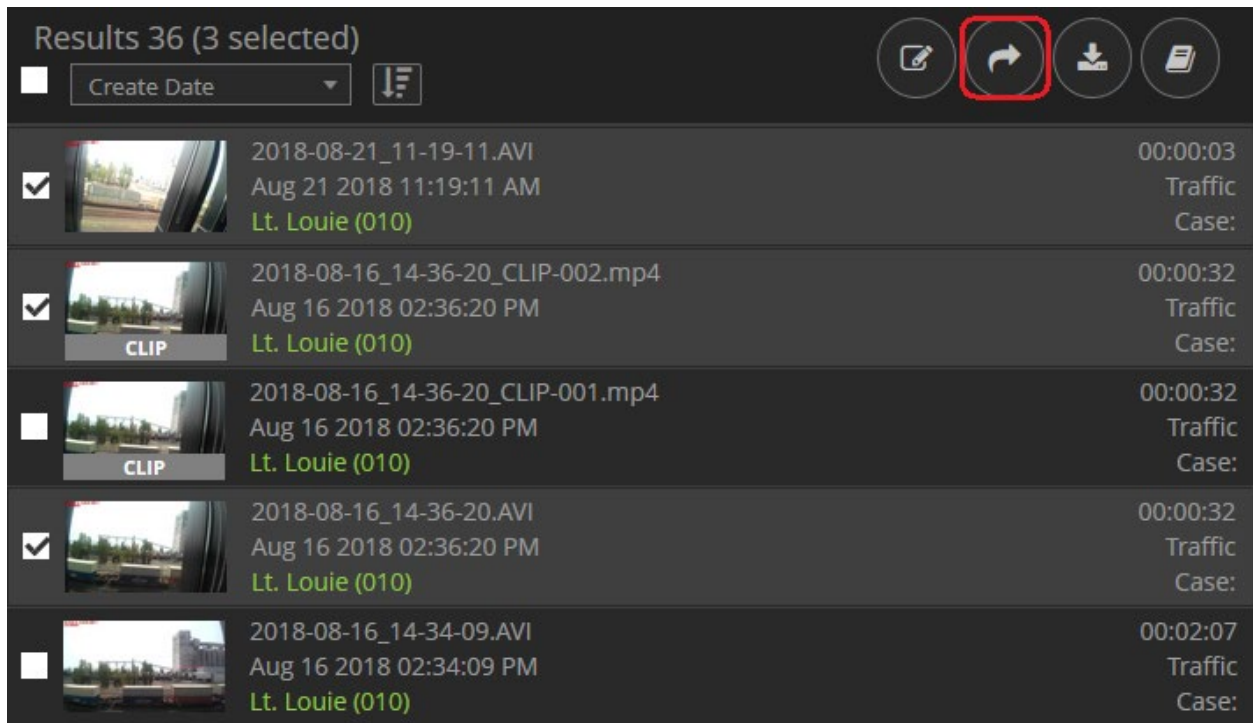 Results 36 (3 selected)
Create Date
2018-08-21_11-19-11.AVI
00:00:03
Aug 21 2018 11:19:11 AM
Traffic
Lt. Louie (010)
Case:
2018-08-16_14-36-20_CLIP-002.mp4
00:00:32
Aug 16 2018 02:36:20 PM
Traffic
CLIP
Lt. Louie (010)
Case:
2018-08-16_14-36-20_CLIP-001.mp4
00:00:32
Aug 16 2018 02:36:20 PM
Traffic
CLIP
Lt. Louie (010)
Case:
2018-08-16_14-36-20.AVI
00:00:32
Aug 16 2018 02:36:20 PM
Traffic
Lt. Louie (010)
Case:
2018-08-16_14-34-09.AVI
00:02:07
Aug 16 2018 02:34:09 PM
Traffic
Lt. Louie (010)
Case: